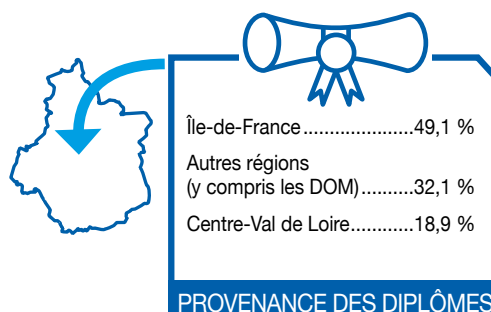 Île-de-France......................49,1 %
Autres régions
(y compris les DOM)..........32,1 %
Centre-Val de Loire............18,9 %
PROVENANCE DES DIPLÔMES